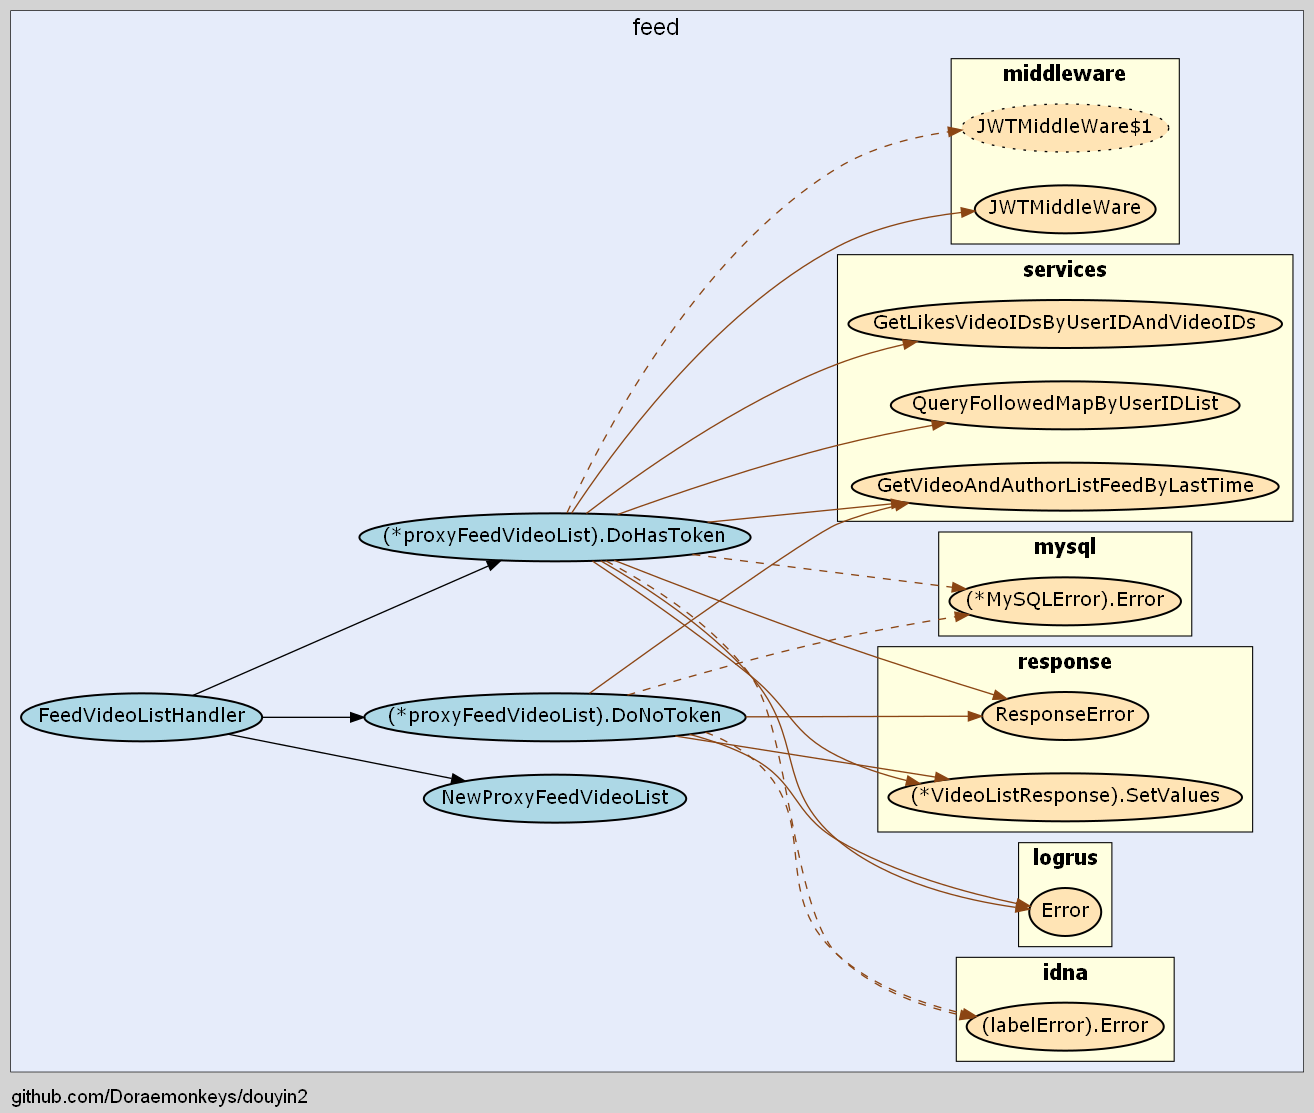 feed
middleware
JWTMiddleWare$1
JWTMiddleWare
services
GetLikesVideoIDsByUserIDAndVideoIDs
QueryFollowedMapByUserIDList
GetVideoAndAuthorListFeedByLastTime
(*proxyFeedVideoList).DoHasToken
mysql
(*MySQLError).Error
response
FeedVideoListHandler
(*proxyFeedVideoList).DoNoToken
ResponseError
NewProxyFeedVideoList
(*VideoListResponse).SetValues
logrus
Error
idna
(labelError).Error
github.com/Doraemonkeys/douyin2